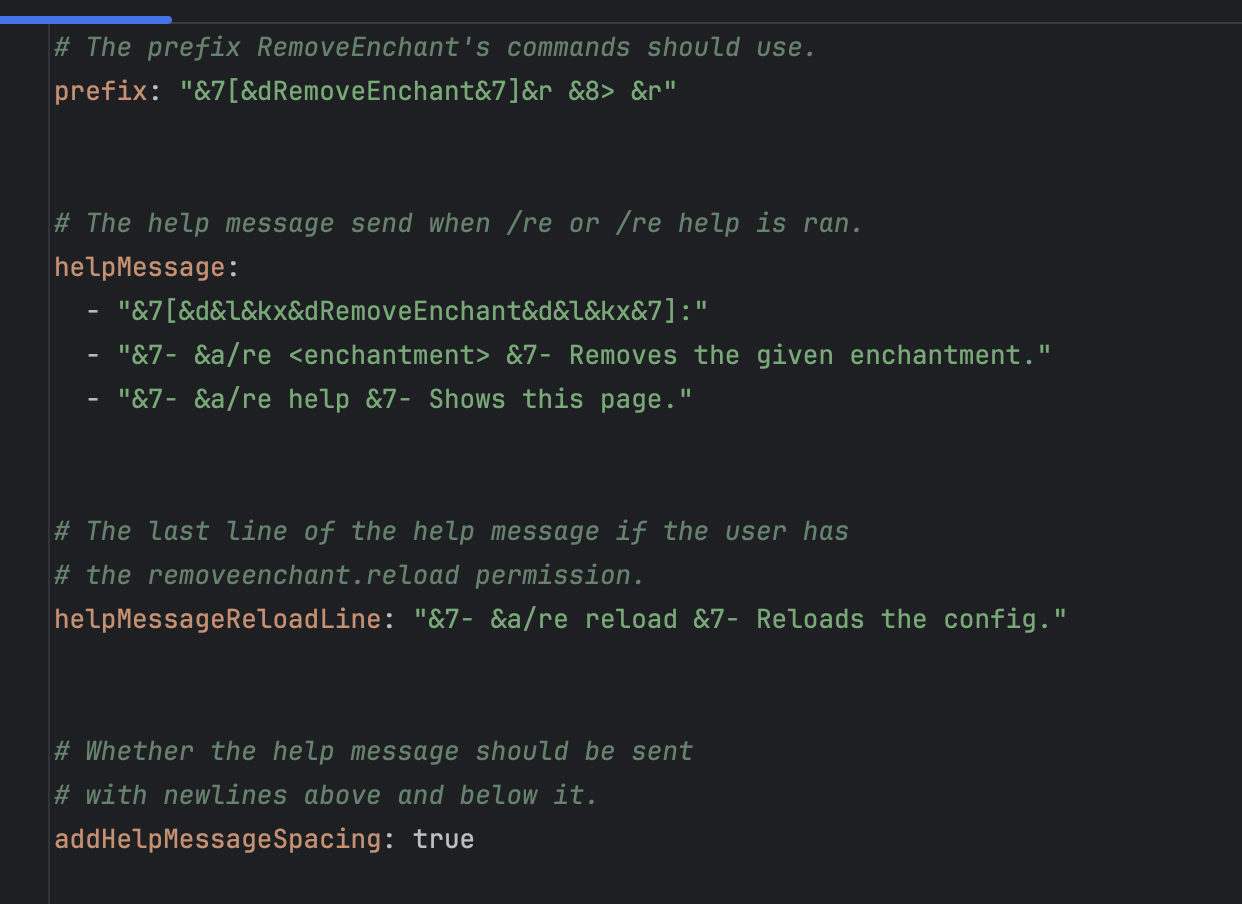 # The prefix RemoveEnchant's commands should use.
prefix: "&7[&dRemoveEnchant&7]&r &8> &r"
# The help message send when /re or /re help is ran.
helpMessage:
  - "&7[&d&l&kx&dRemoveEnchant&d&l&kx&7]:"
  - "&7- &a/re <enchantment> &7- Removes the given enchantment."
  - "&7- &a/re help &7- Shows this page."
# The last line of the help message if the user has
# the removeenchant.reload permission.
helpMessageReloadLine: "&7- &a/re reload &7- Reloads the config."
# Whether the help message should be sent
# with newlines above and below it.
addHelpMessageSpacing: true